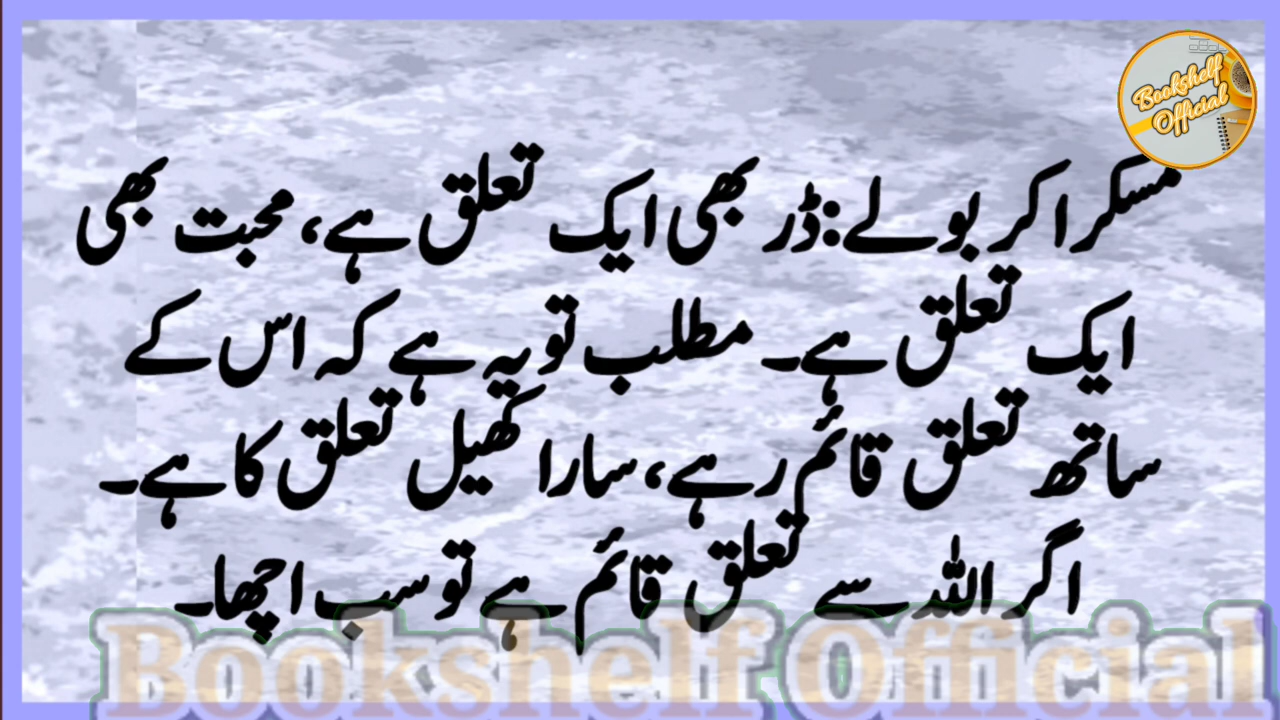 Bookshelf
Official
مسکرا کر بولے:ڈر بھی ایک تعلق ہے، محبت بھی
ایک تعلق ہے۔ مطلب تو یہ ہے کہ اس کے
ساتھ تعلق قائم رہے، سارا کھیل تعلق کا ہے۔
اگر اللہ سے تعلق قائم ہے تو سب اچھا۔
Bookshelf Official